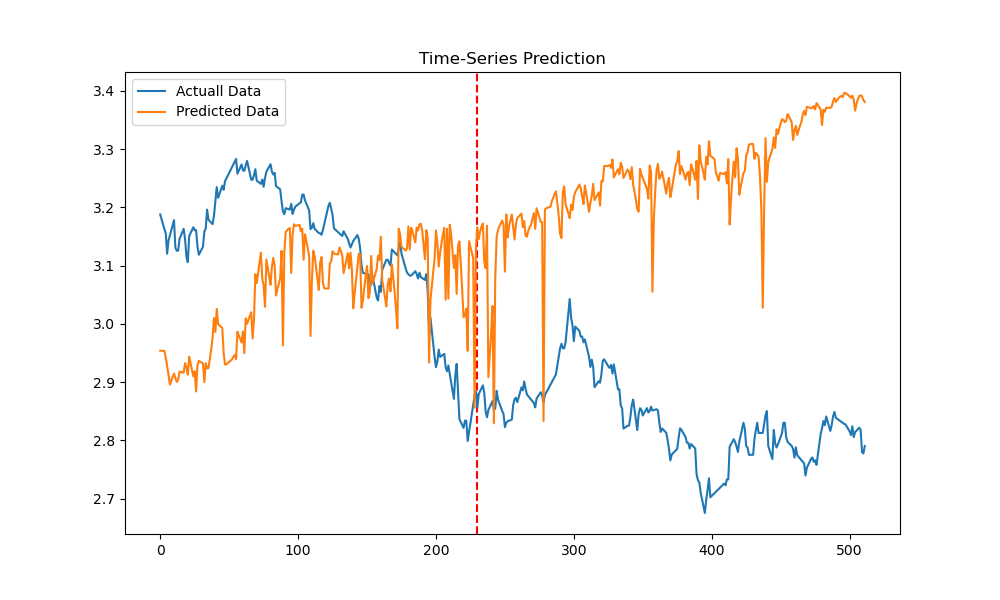 Time-Series Prediction
Actuall Data
Predicted Data
3.4
3.3
3.2
3.1
3.0
2.9
2.8
2.7
0 100 200 300 400 500